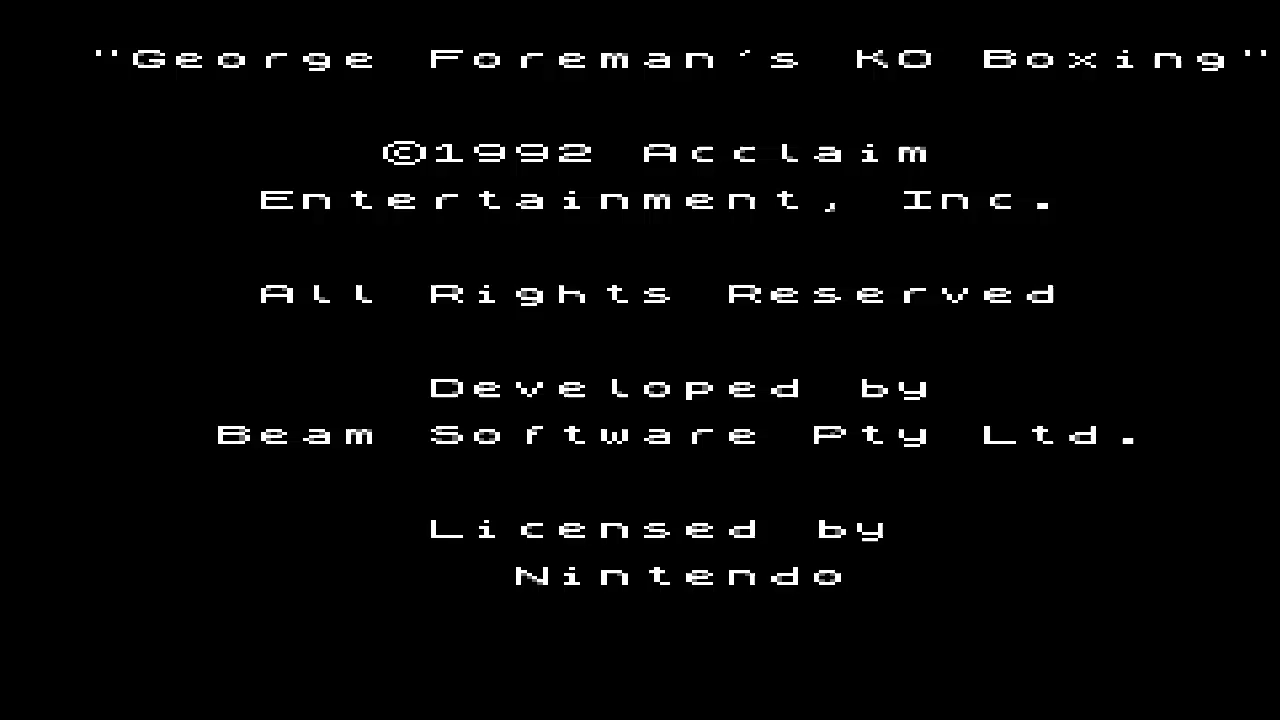 "George Foreman's KO Boxing"
©1992 Acclaim
Entertainment, Inc.
All Rights Reserved
Developed by
Beam Software Pty Ltd.
Licensed by
Nintendo